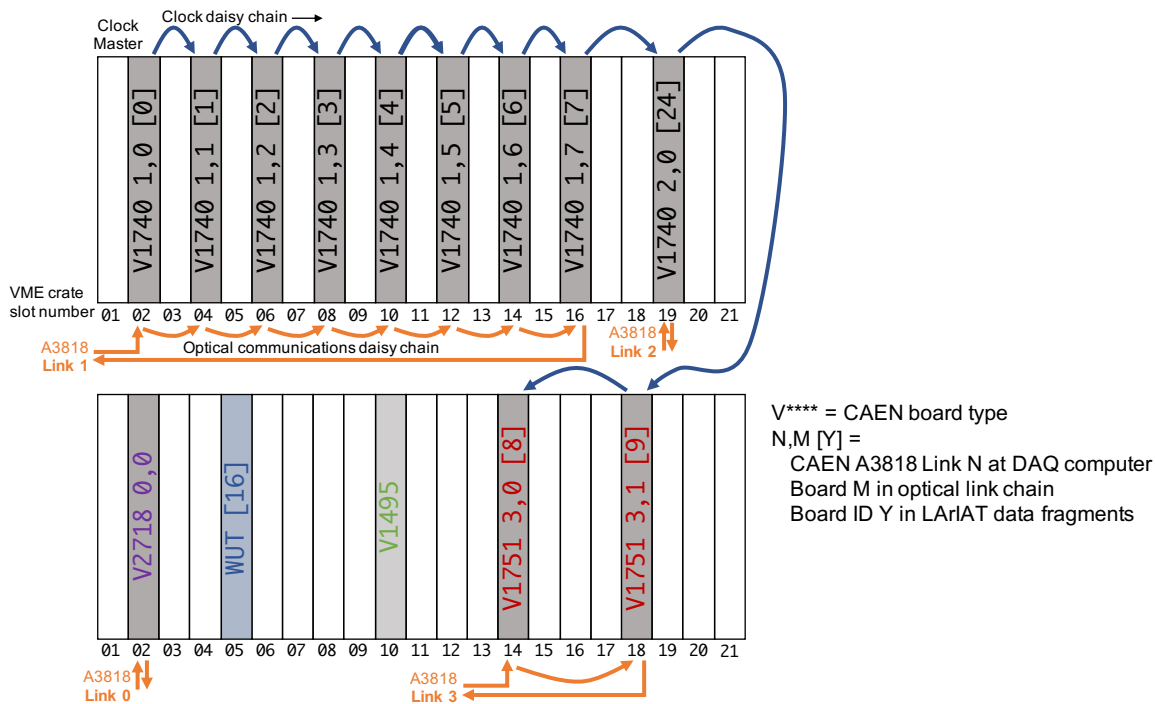 Clock daisy chain
Clock
Master
V1740 1,0 [0]
V1740 1,1 [1]
V1740 1,2 [2]
V1740 1,3 [3]
V1740 1,4 [4]
V1740 1,5 [5]
V1740 1,6 [6]
V1740 1,7 [7]
V1740 2,0 [24]
VME crate
slot number
01 02 03 04 05 06 07 08 09 10 11 12 13 14 15 16 17 18 19 20 21
A3818
Link 1
Optical communications daisy chain
A3818
Link 2
V2718 0,0
WUT [16]
V1495
V1751 3,0 [8]
V1751 3,1 [9]
01 02 03 04 05 06 07 08 09 10 11 12 13 14 15 16 17 18 19 20 21
A3818
Link 0
A3818
Link 3
V**** = CAEN board type
N,M [Y] =
CAEN A3818 Link N at DAQ computer
Board M in optical link chain
Board ID Y in LArIAT data fragments